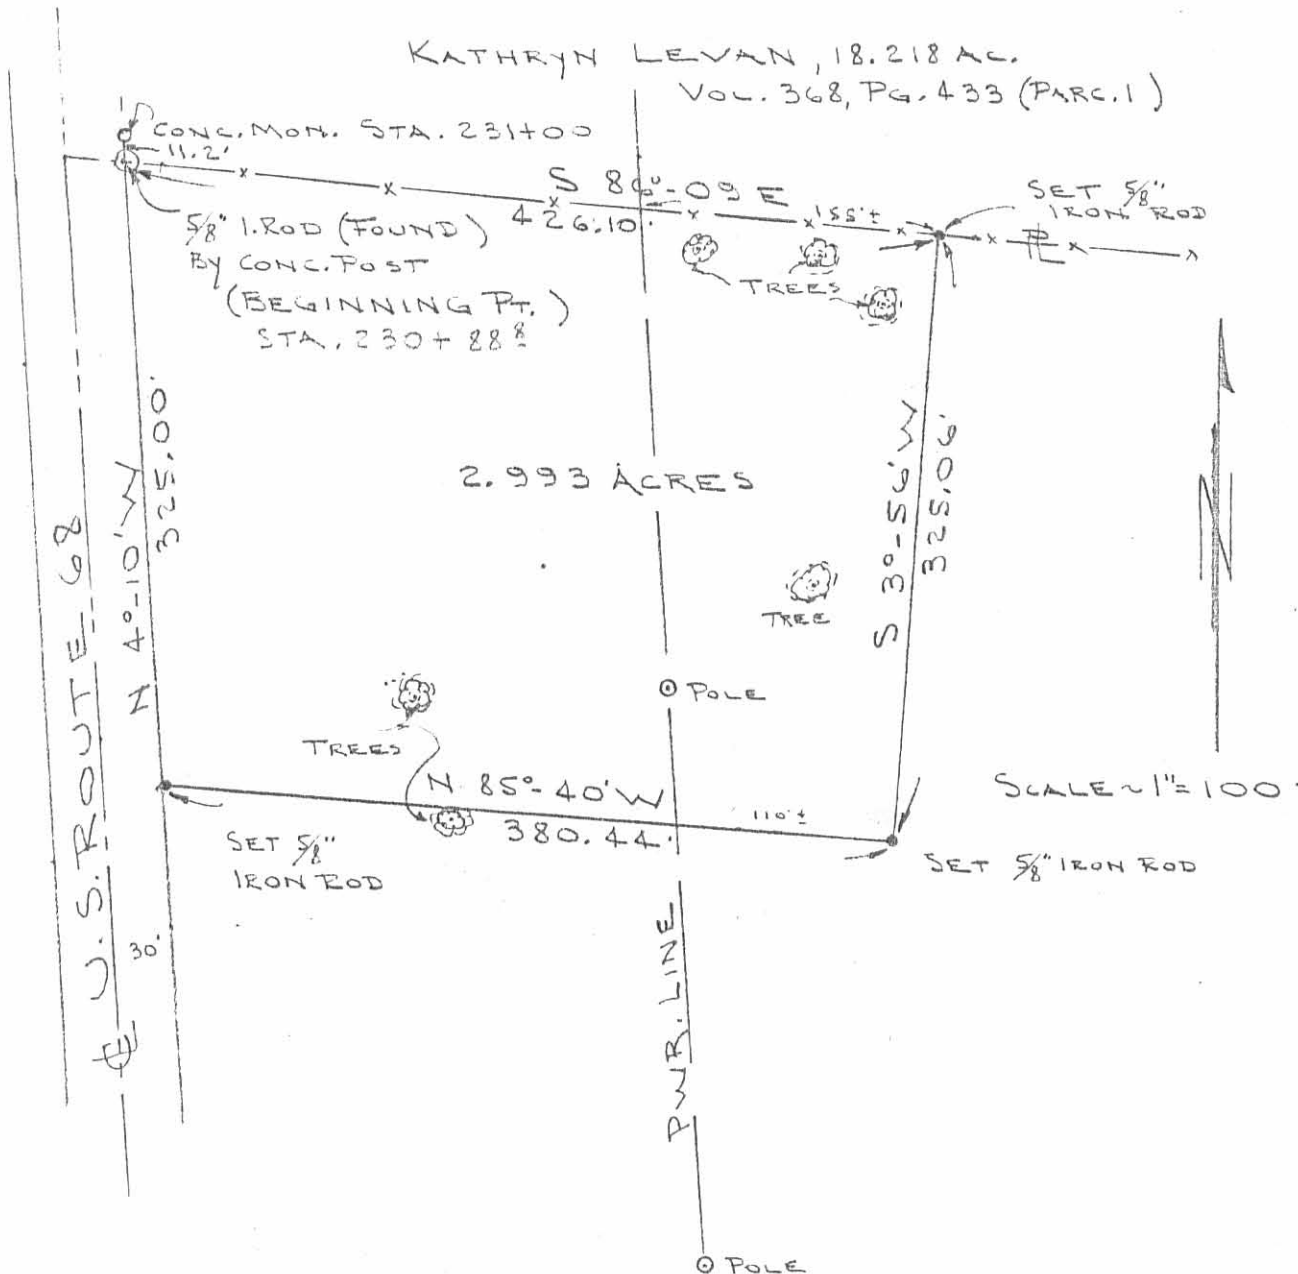 KATHRYN LEVAN, 18.218 AC.
VOL. 368, PG. 433 (PARC. 1)
CONC. MON. STA. 231+00
11.2'
S 86°-09 E
426.10'
155'±
SET 5/8"
IRON ROD
5/8" I. ROD (FOUND)
BY CONC. POST
(BEGINNING PT.)
STA. 230+88⁸
TREES
PL
N 4°-10' W
325.00'
2.993 ACRES
S 3°-56' W
325.06'
N
TREE
U.S. ROUTE 68
POLE
TREES
N 85°-40' W
380.44'
110'±
SCALE ~ 1" = 100'
SET 5/8"
IRON ROD
SET 5/8" IRON ROD
30'
CL
PWR. LINE
POLE